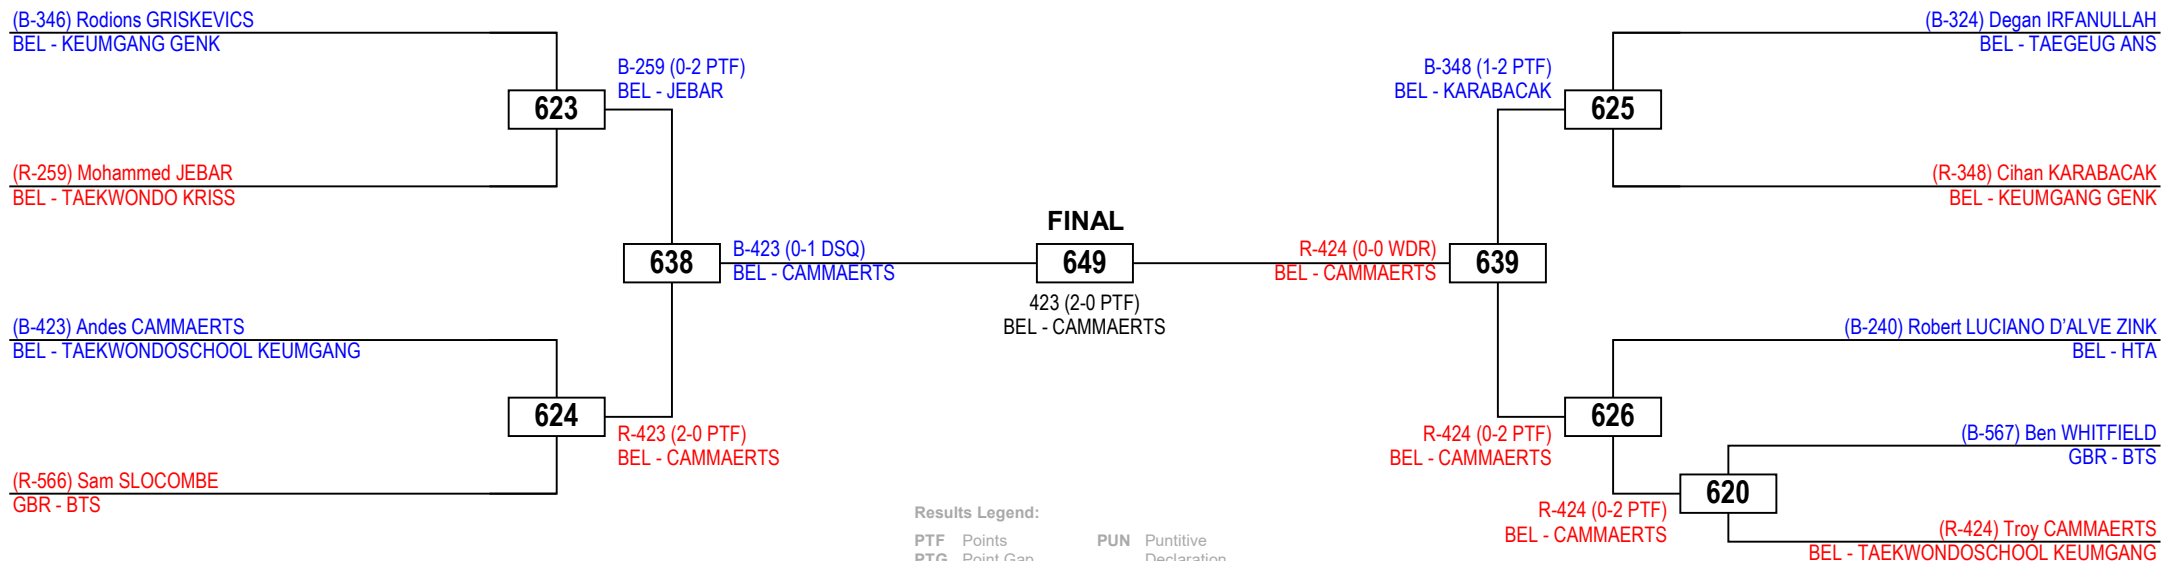 (B-346) Rodions GRISKEVICS
BEL - KEUMGANG GENK
B-259 (0-2 PTF)
BEL - JEBAR
623
(R-259) Mohammed JEBAR
BEL - TAEKWONDO KRISS
638
B-423 (0-1 DSQ)
BEL - CAMMAERTS
(B-423) Andes CAMMAERTS
BEL - TAEKWONDOSCHOOL KEUMGANG
624
R-423 (2-0 PTF)
BEL - CAMMAERTS
(R-566) Sam SLOCOMBE
GBR - BTS
FINAL
649
423 (2-0 PTF)
BEL - CAMMAERTS
(B-324) Degan IRFANULLAH
BEL - TAEGEUG ANS
B-348 (1-2 PTF)
BEL - KARABACAK
625
(R-348) Cihan KARABACAK
BEL - KEUMGANG GENK
R-424 (0-0 WDR)
BEL - CAMMAERTS
639
(B-240) Robert LUCIANO D'ALVE ZINK
BEL - HTA
626
R-424 (0-2 PTF)
BEL - CAMMAERTS
(B-567) Ben WHITFIELD
GBR - BTS
620
R-424 (0-2 PTF)
BEL - CAMMAERTS
(R-424) Troy CAMMAERTS
BEL - TAEKWONDOSCHOOL KEUMGANG
Results Legend:
PTF Points
PUN Puntitive
PTG Point Gap
Declaration